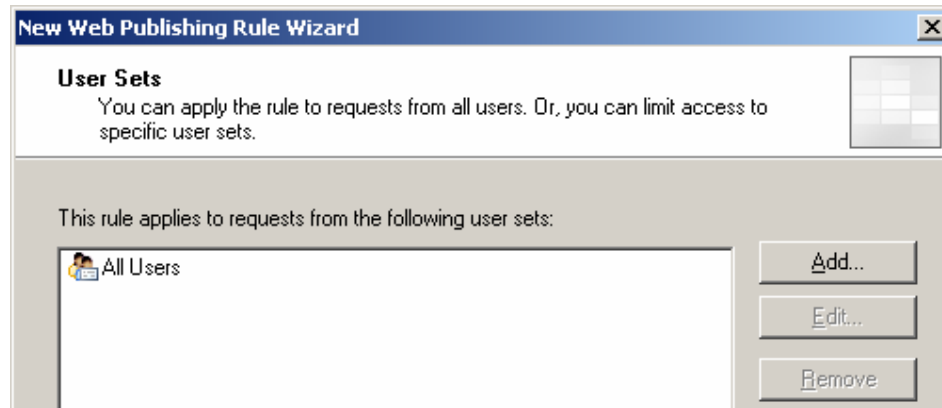 New Web Publishing Rule Wizard
User Sets
You can apply the rule to requests from all users. Or, you can limit access to
specific user sets.
This rule applies to requests from the following user sets:
All Users
Add...
Edit...
Remove